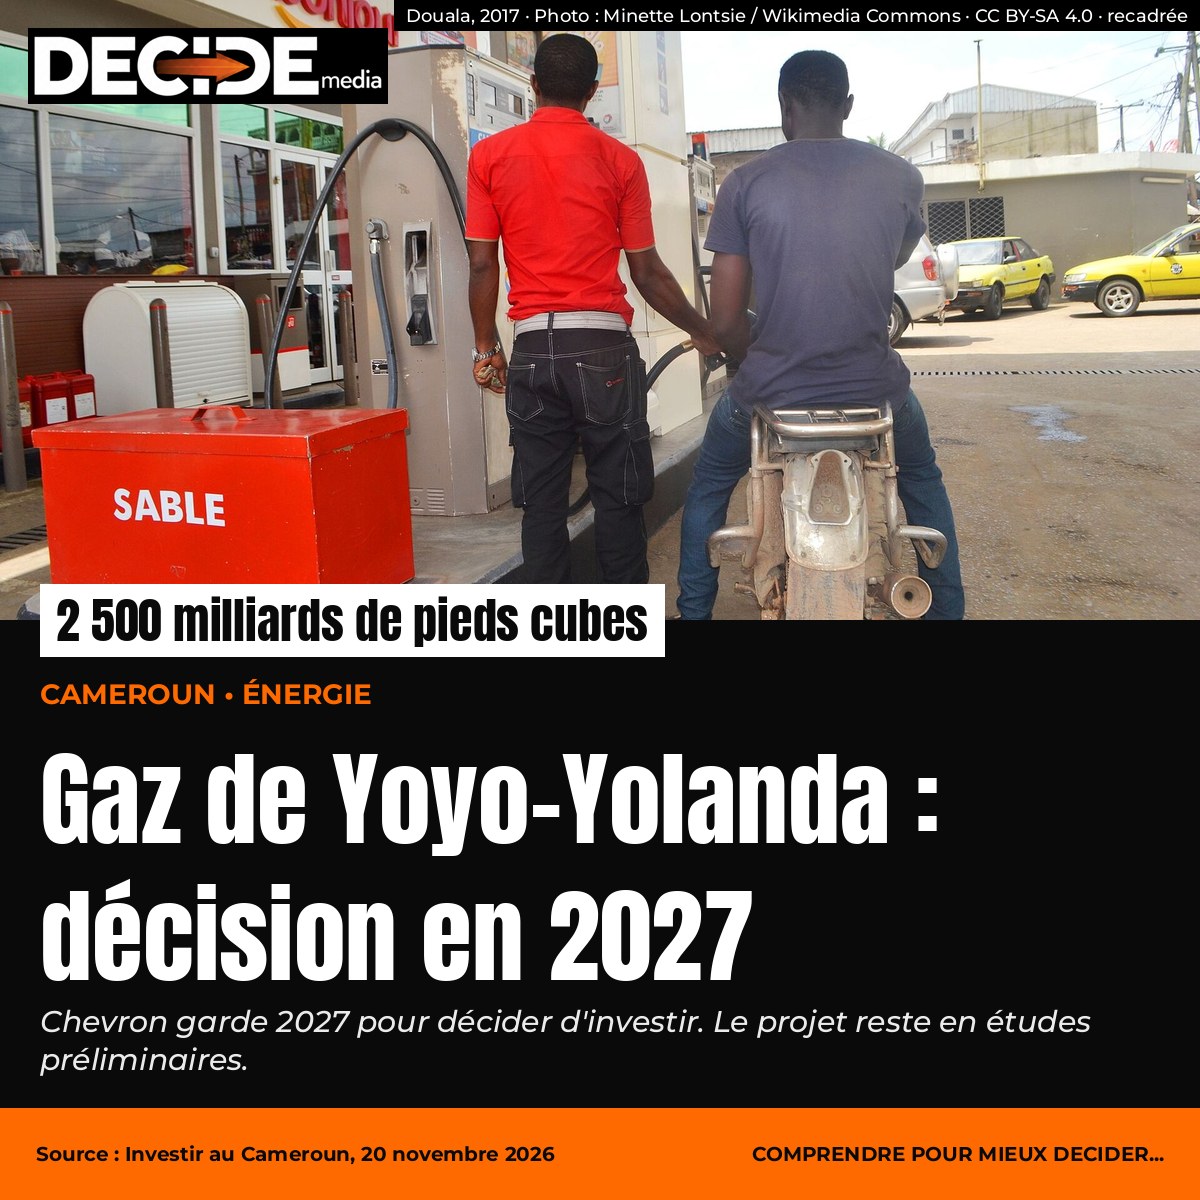 Douala, 2017 · Photo : Minette Lontsie / Wikimedia Commons · CC BY-SA 4.0 · recadrée
DECIDE media
SABLE
2 500 milliards de pieds cubes
CAMEROUN • ÉNERGIE
Gaz de Yoyo-Yolanda :
décision en 2027
Chevron garde 2027 pour décider d'investir. Le projet reste en études
préliminaires.
Source : Investir au Cameroun, 20 novembre 2026
COMPRENDRE POUR MIEUX DECIDER...